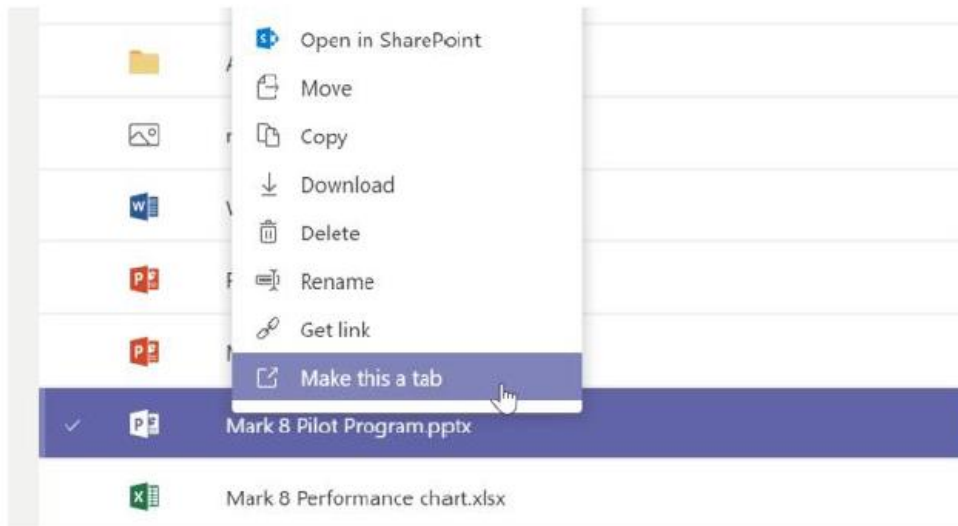 Open in SharePoint
Move
Copy
Download
Delete
Rename
Get link
Make this a tab
Mark 8 Pilot Program.pptx
Mark 8 Performance chart.xlsx